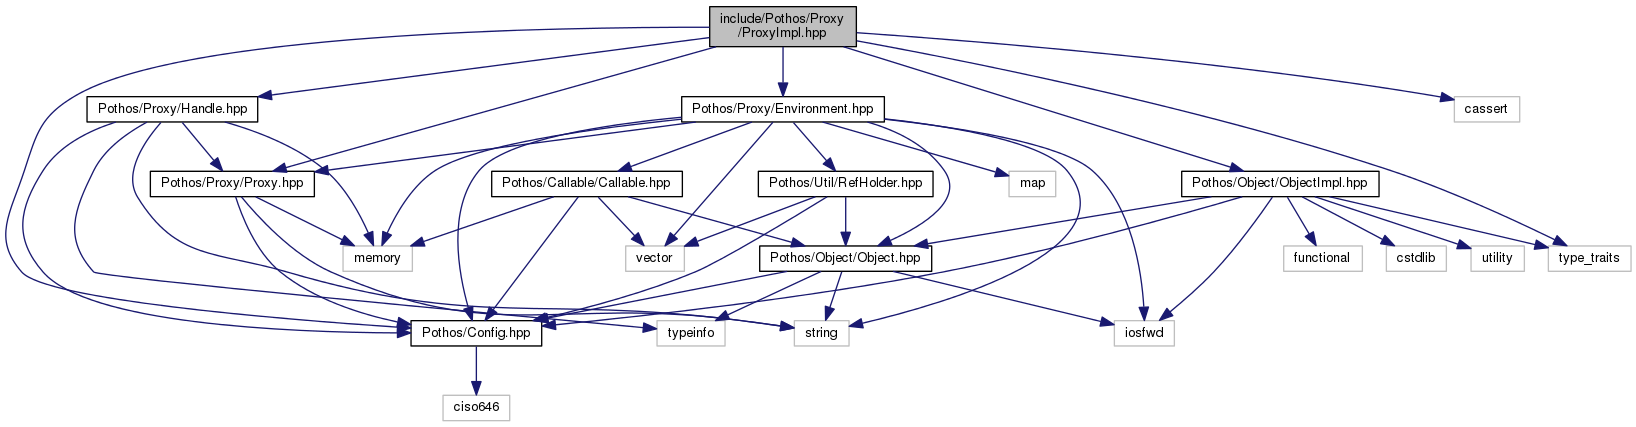 include/Pothos/Proxy
/ProxyImpl.hpp
Pothos/Proxy/Handle.hpp
Pothos/Proxy/Environment.hpp
cassert
Pothos/Proxy/Proxy.hpp
Pothos/Callable/Callable.hpp
Pothos/Util/RefHolder.hpp
map
Pothos/Object/ObjectImpl.hpp
memory
vector
Pothos/Object/Object.hpp
functional
cstdlib
utility
type_traits
Pothos/Config.hpp
typeinfo
string
iosfwd
ciso646